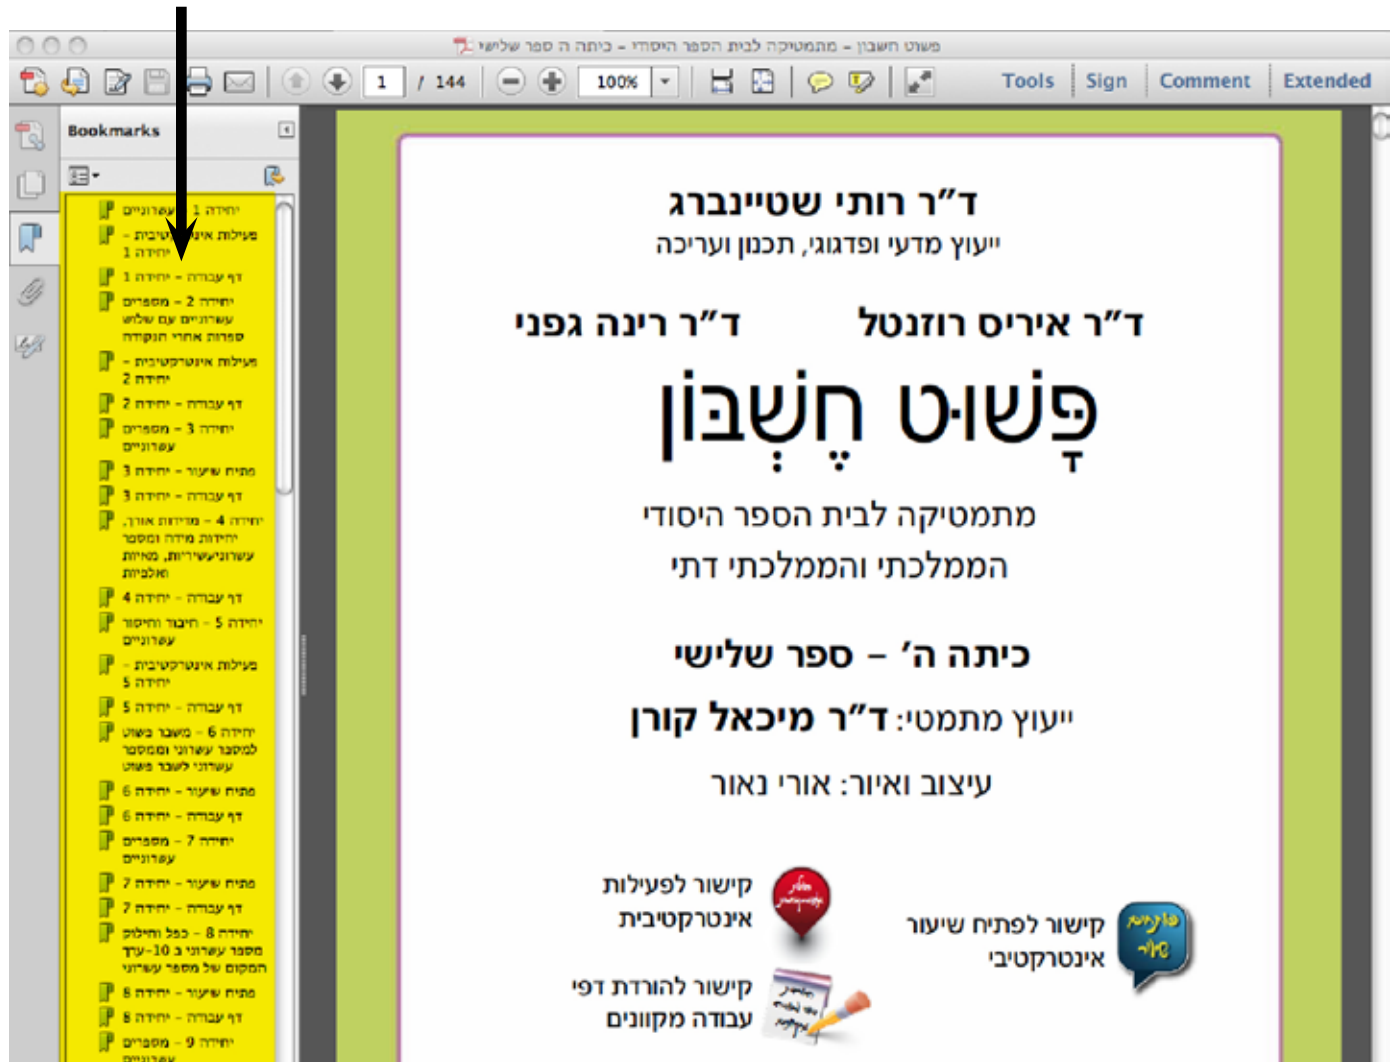 פשוט חשבון – מתמטיקה לבית הספר היסודי – כיתה ה ספר שלישי
1 / 144 100% Tools Sign Comment Extended
Bookmarks
יחידה 1 עשרוניים
פעילות אינטרקטיבית –
יחידה 1
דף עבודה – יחידה 1
יחידה 2 – מספרים
עשרוניים עם שלוש
ספרות אחרי הנקודה
פעילות אינטרקטיבית –
יחידה 2
דף עבודה – יחידה 2
יחידה 3 – מספרים
עשרוניים
פתיח שיעור – יחידה 3
דף עבודה – יחידה 3
יחידה 4 – מדידות אורך,
יחידות מידה ומספר
עשרוניעשיריות, מאיות
ואלפיות
דף עבודה – יחידה 4
יחידה 5 – חיבור וחיסור
עשרוניים
פעילות אינטרקטיבית –
יחידה 5
דף עבודה – יחידה 5
יחידה 6 – משבר פשוט
למספר עשרוני וממספר
עשרוני לשבר פשוט
פתיח שיעור – יחידה 6
דף עבודה – יחידה 6
יחידה 7 – מספרים
עשרוניים
פתיח שיעור – יחידה 7
דף עבודה – יחידה 7
יחידה 8 – כפל וחילוק
מספר עשרוני ב 10–ערך
המקום של מספר עשרוני
פתיח שיעור – יחידה 8
דף עבודה – יחידה 8
יחידה 9 – מספרים
עשרוניים
ד״ר רותי שטיינברג
ייעוץ מדעי ופדגוגי, תכנון ועריכה
ד״ר איריס רוזנטל ד״ר רינה גפני
פָּשׁוּט חֶשְׁבּוֹן
מתמטיקה לבית הספר היסודי
הממלכתי והממלכתי דתי
כיתה ה׳ – ספר שלישי
ייעוץ מתמטי: ד״ר מיכאל קורן
עיצוב ואיור: אורי נאור
קישור לפעילות
אינטרקטיבית
קישור לפתיח שיעור
אינטרקטיבי
פותחים
שיעור
קישור להורדת דפי
עבודה מקוונים